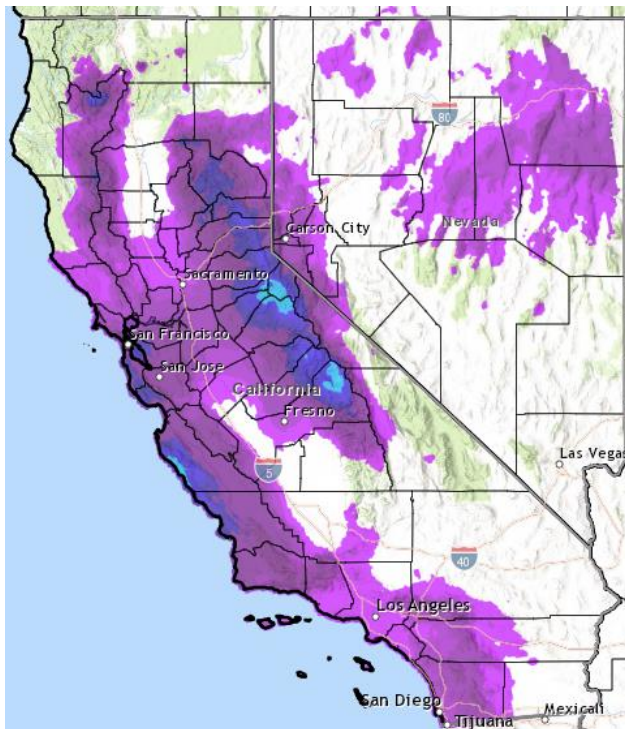 80
Nevada
Carson City
Sacramento
San Francisco
San Jose
California
Fresno
Las Vegas
5
40
Los Angeles
San Diego
Mexicali
Tijuana